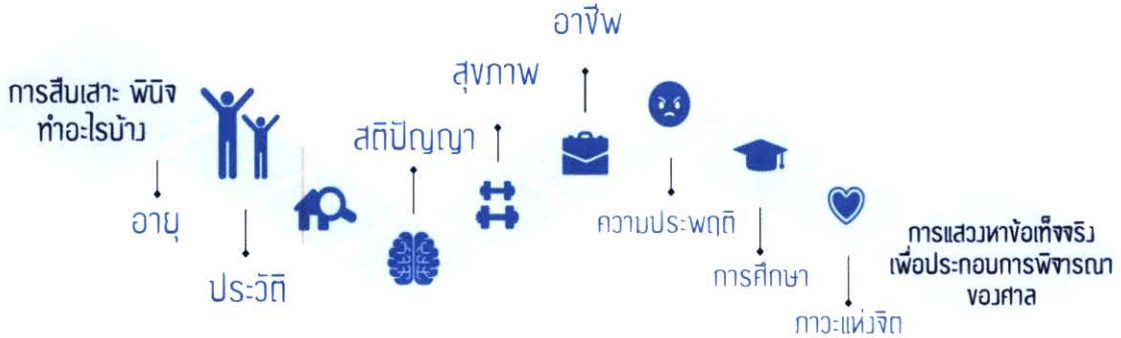 การสืบเสาะ พินิจ
ทำอะไรบ้าง
อายุ
ประวัติ
สติปัญญา
สุขภาพ
อาชีพ
ความประพฤติ
การศึกษา
ภาวะแห่งจิต
การแสวงหาข้อเท็จจริง
เพื่อประกอบการพิจารณา
ของศาล